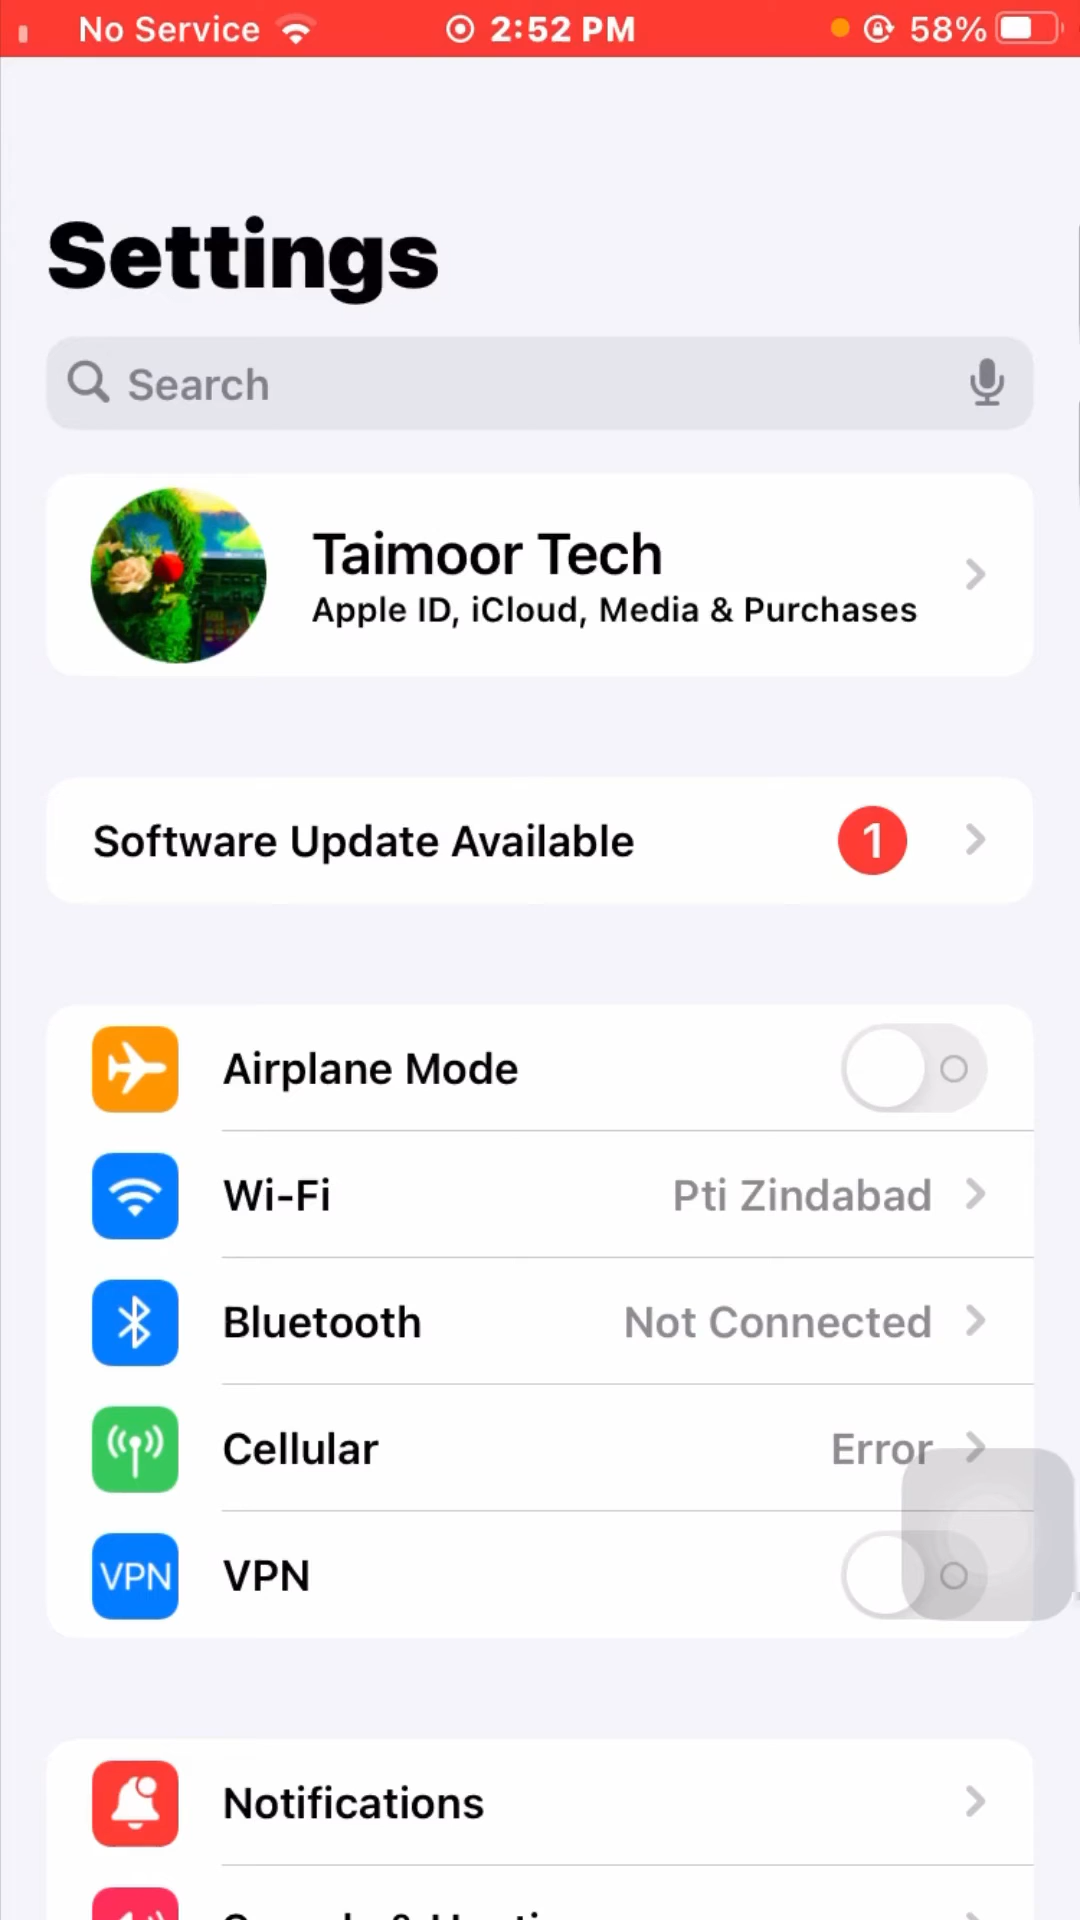 No Service 2:52 PM 58%
Settings
Search
Taimoor Tech
Apple ID, iCloud, Media & Purchases
Software Update Available 1
Airplane Mode
Wi-Fi Pti Zindabad
Bluetooth Not Connected
Cellular Error
VPN VPN
Notifications